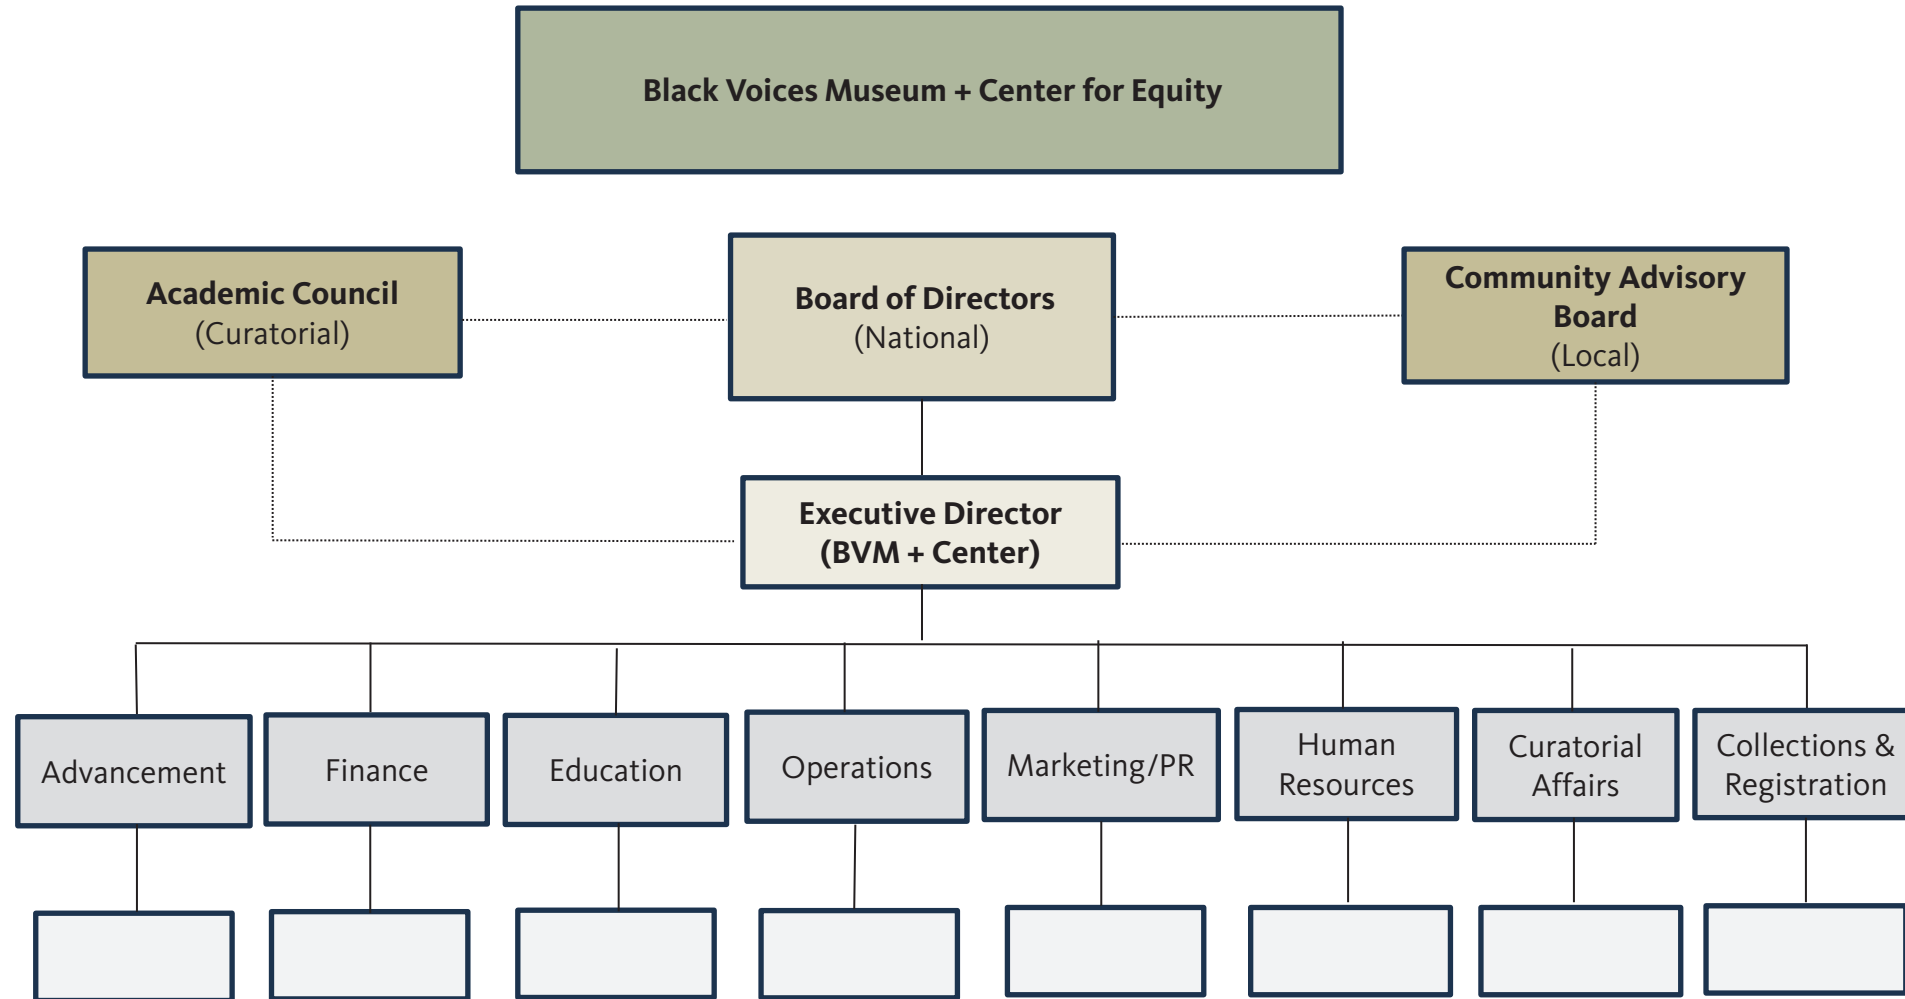 Black Voices Museum + Center for Equity
Academic Council
(Curatorial)
Board of Directors
(National)
Community Advisory
Board
(Local)
Executive Director
(BVM + Center)
Advancement
Finance
Education
Operations
Marketing/PR
Human
Resources
Curatorial
Affairs
Collections &
Registration